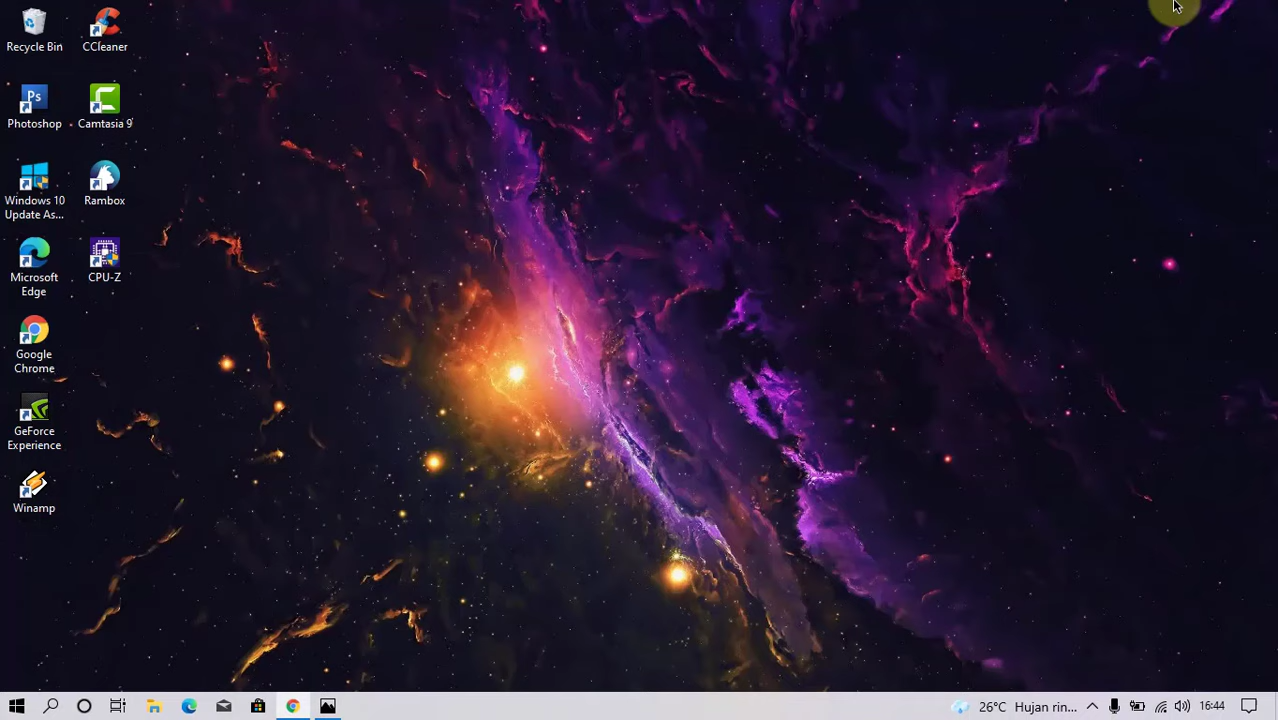 Recycle Bin
CCleaner
Ps
Photoshop
Camtasia 9
Windows 10
Update As...
Rambox
Microsoft
Edge
CPU-Z
Google
Chrome
GeForce
Experience
Winamp
26°C Hujan rin...
16:44